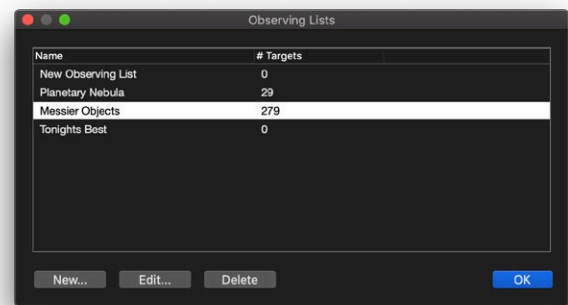 Observing Lists
Name # Targets
New Observing List 0
Planetary Nebula 29
Messier Objects 279
Tonights Best 0
New... Edit... Delete OK